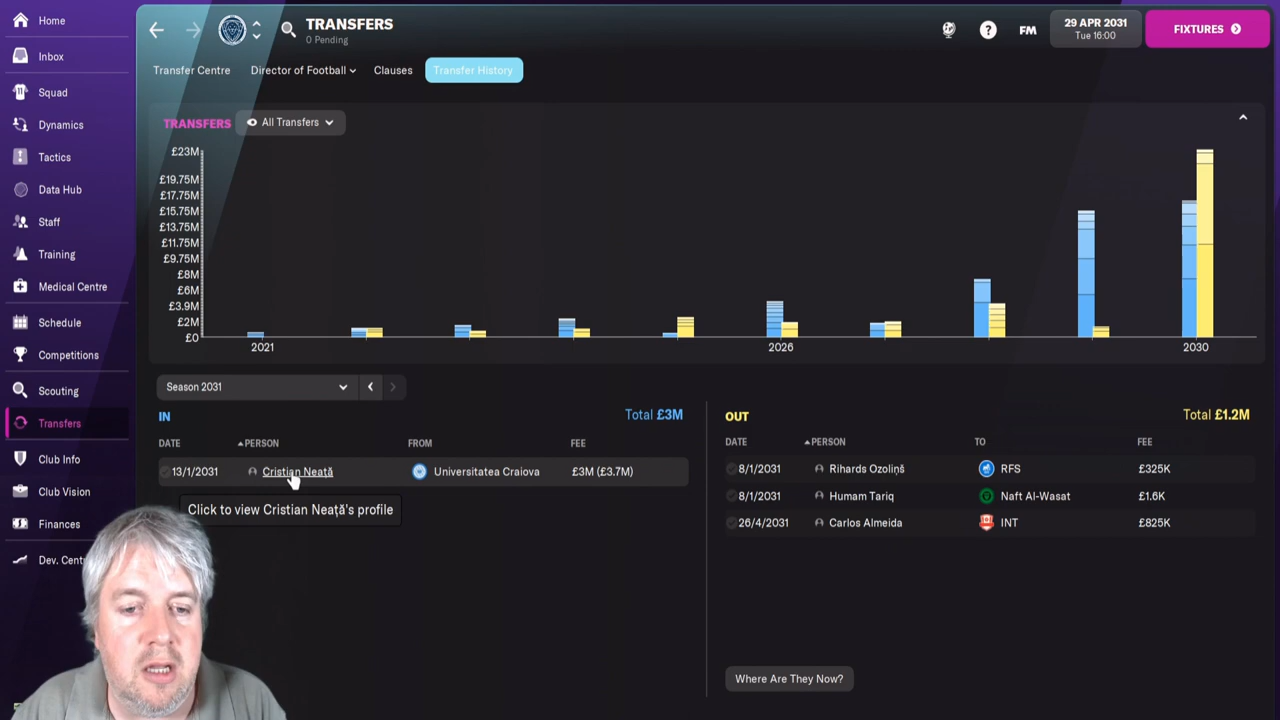 Home
Inbox
Squad
Dynamics
Tactics
Data Hub
Staff
Training
Medical Centre
Schedule
Competitions
Scouting
Transfers
Club Info
Club Vision
Finances
Dev. Cent
TRANSFERS
0 Pending
FM
29 APR 2031
Tue 16:00
FIXTURES
Transfer Centre
Director of Football
Clauses
Transfer History
TRANSFERS
All Transfers
£23M
£19.75M
£17.75M
£15.75M
£13.75M
£11.75M
£9.75M
£8M
£6M
£3.9M
£2M
£0
2021
2026
2030
Season 2031
IN
Total £3M
DATE PERSON FROM FEE
13/1/2031 Cristian Neață Universitatea Craiova £3M (£3.7M)
Click to view Cristian Neață's profile
OUT
Total £1.2M
DATE PERSON TO FEE
8/1/2031 Rihards Ozoliņš RFS £325K
8/1/2031 Humam Tariq Naft Al-Wasat £1.6K
26/4/2031 Carlos Almeida INT £825K
Where Are They Now?